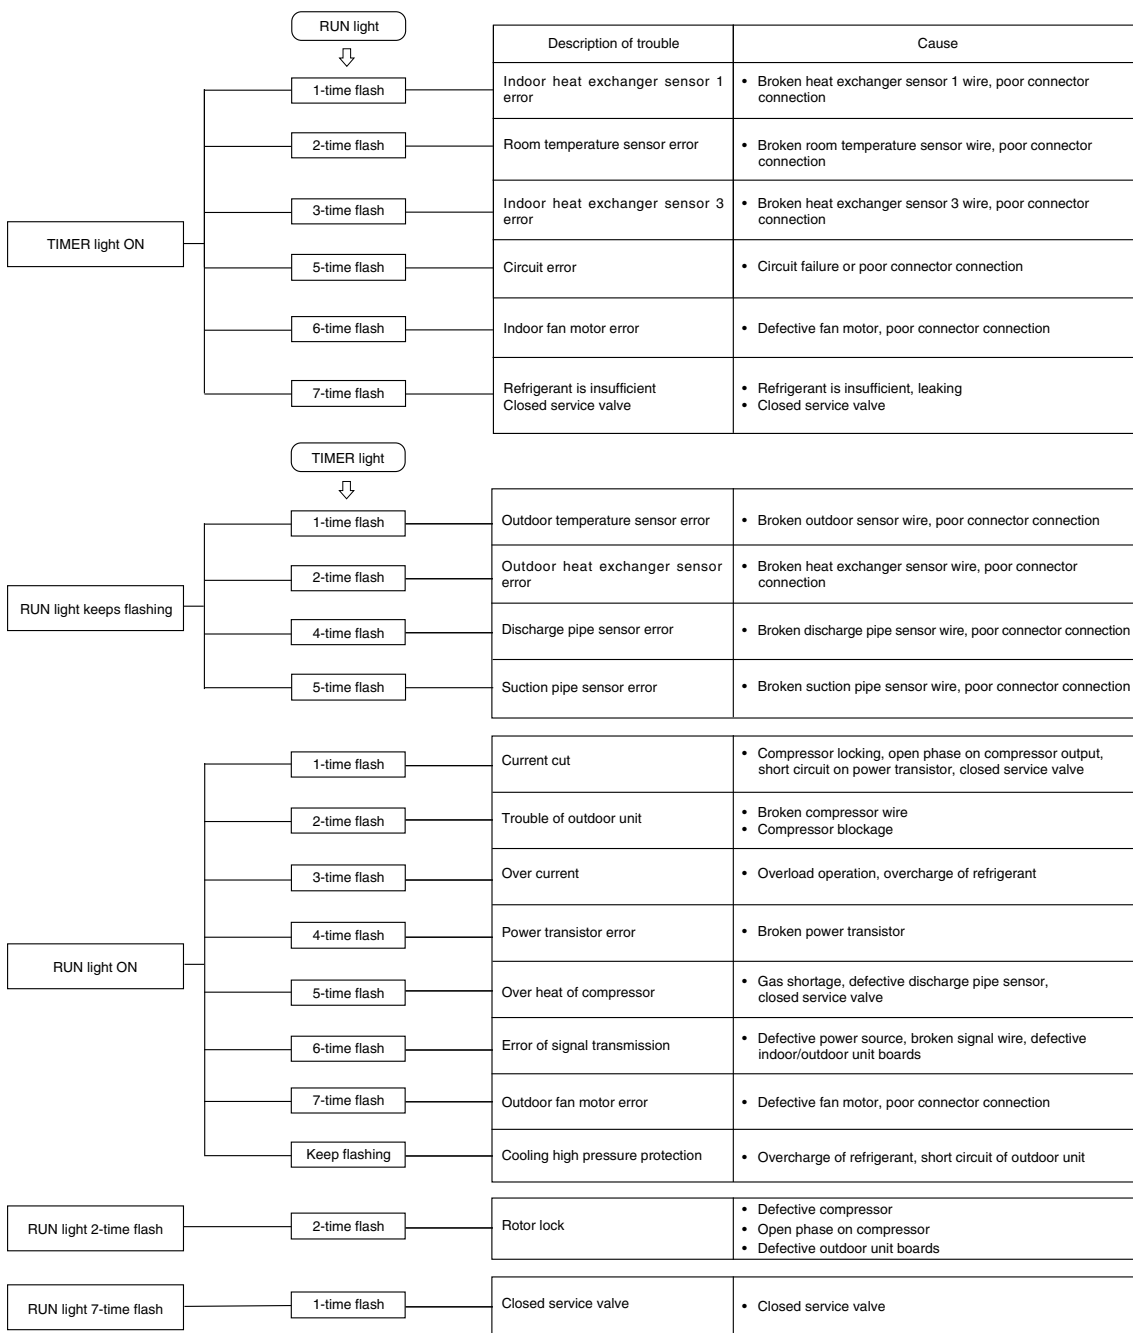 RUN light
Description of trouble
Cause
TIMER light ON
1-time flash
Indoor heat exchanger sensor 1
error
• Broken heat exchanger sensor 1 wire, poor connector
connection
2-time flash
Room temperature sensor error
• Broken room temperature sensor wire, poor connector
connection
3-time flash
Indoor heat exchanger sensor 3
error
• Broken heat exchanger sensor 3 wire, poor connector
connection
5-time flash
Circuit error
• Circuit failure or poor connector connection
6-time flash
Indoor fan motor error
• Defective fan motor, poor connector connection
7-time flash
Refrigerant is insufficient
Closed service valve
• Refrigerant is insufficient, leaking
• Closed service valve
TIMER light
RUN light keeps flashing
1-time flash
Outdoor temperature sensor error
• Broken outdoor sensor wire, poor connector connection
2-time flash
Outdoor heat exchanger sensor
error
• Broken heat exchanger sensor wire, poor connector
connection
4-time flash
Discharge pipe sensor error
• Broken discharge pipe sensor wire, poor connector connection
5-time flash
Suction pipe sensor error
• Broken suction pipe sensor wire, poor connector connection
RUN light ON
1-time flash
Current cut
• Compressor locking, open phase on compressor output,
short circuit on power transistor, closed service valve
2-time flash
Trouble of outdoor unit
• Broken compressor wire
• Compressor blockage
3-time flash
Over current
• Overload operation, overcharge of refrigerant
4-time flash
Power transistor error
• Broken power transistor
5-time flash
Over heat of compressor
• Gas shortage, defective discharge pipe sensor,
closed service valve
6-time flash
Error of signal transmission
• Defective power source, broken signal wire, defective
indoor/outdoor unit boards
7-time flash
Outdoor fan motor error
• Defective fan motor, poor connector connection
Keep flashing
Cooling high pressure protection
• Overcharge of refrigerant, short circuit of outdoor unit
RUN light 2-time flash
2-time flash
Rotor lock
• Defective compressor
• Open phase on compressor
• Defective outdoor unit boards
RUN light 7-time flash
1-time flash
Closed service valve
• Closed service valve